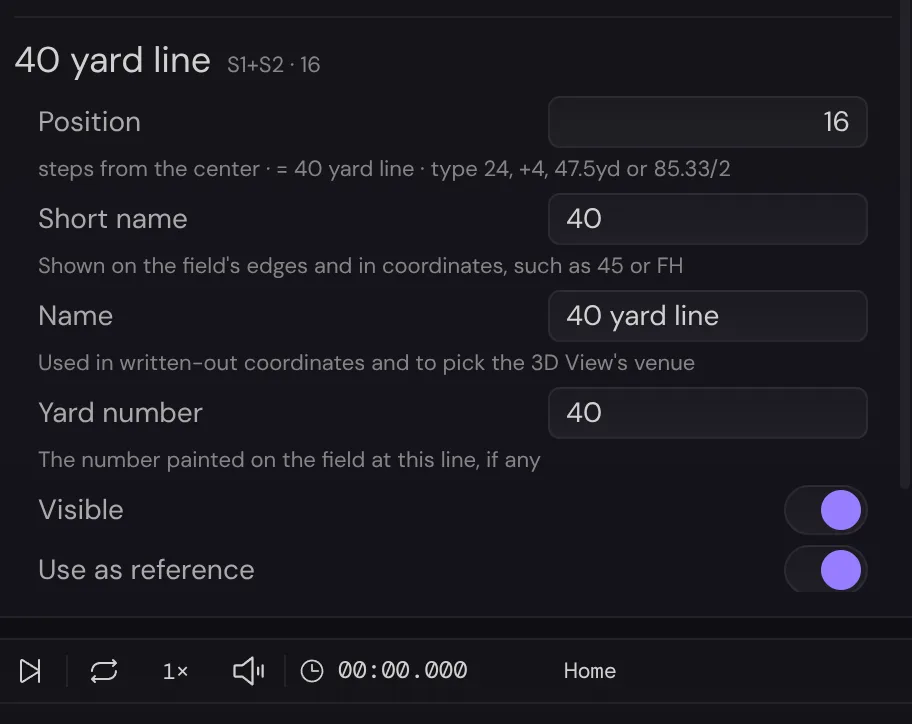 40 yard line S1+S2 · 16
Position 16
steps from the center · = 40 yard line · type 24, +4, 47.5yd or 85.33/2
Short name 40
Shown on the field's edges and in coordinates, such as 45 or FH
Name 40 yard line
Used in written-out coordinates and to pick the 3D View's venue
Yard number 40
The number painted on the field at this line, if any
Visible
Use as reference
1× 00:00.000 Home